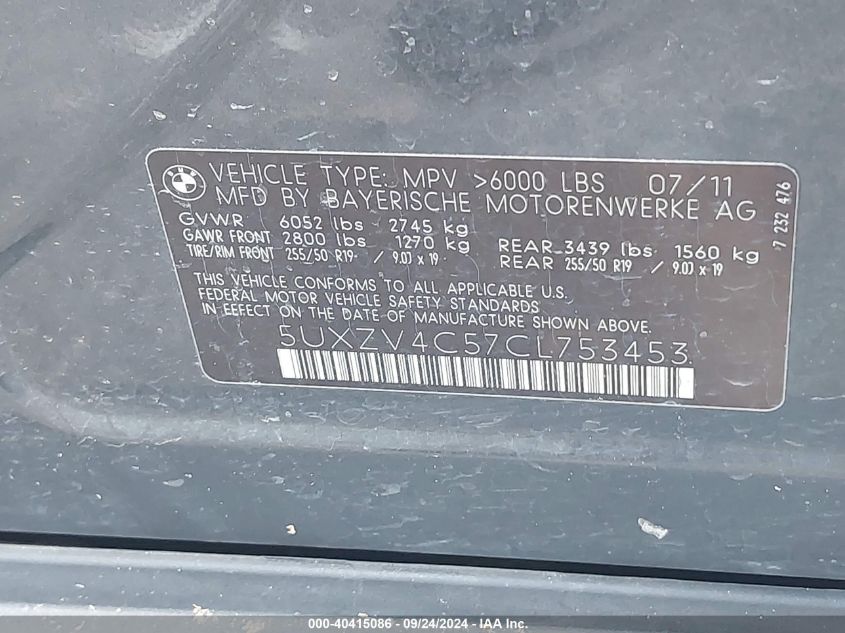 BMW
VEHICLE TYPE: MPV >6000 LBS 07/11
MFD BY BAYERISCHE MOTORENWERKE AG
GVWR 6052 lbs 2745 kg
GAWR FRONT 2800 lbs 1270 kg REAR 3439 lbs 1560 kg
TIRE/RIM FRONT 255/50 R19 / 9.0J x 19 REAR 255/50 R19 / 9.0J x 19
THIS VEHICLE CONFORMS TO ALL APPLICABLE U.S.
FEDERAL MOTOR VEHICLE SAFETY STANDARDS
IN EFFECT ON THE DATE OF MANUFACTURE SHOWN ABOVE.
5UXZV4C57CL753453
7 232 476
000-40415086 - 09/24/2024 - IAA Inc.